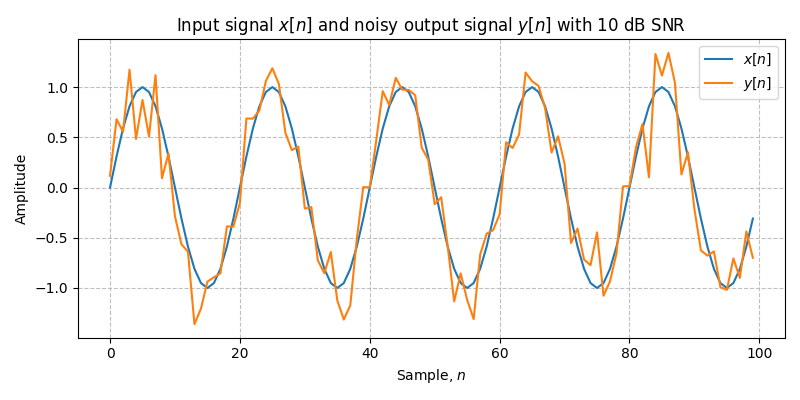 Input signal x[n] and noisy output signal y[n] with 10 dB SNR
x[n]
y[n]
Amplitude
1.0
0.5
0.0
−0.5
−1.0
0 20 40 60 80 100
Sample, n